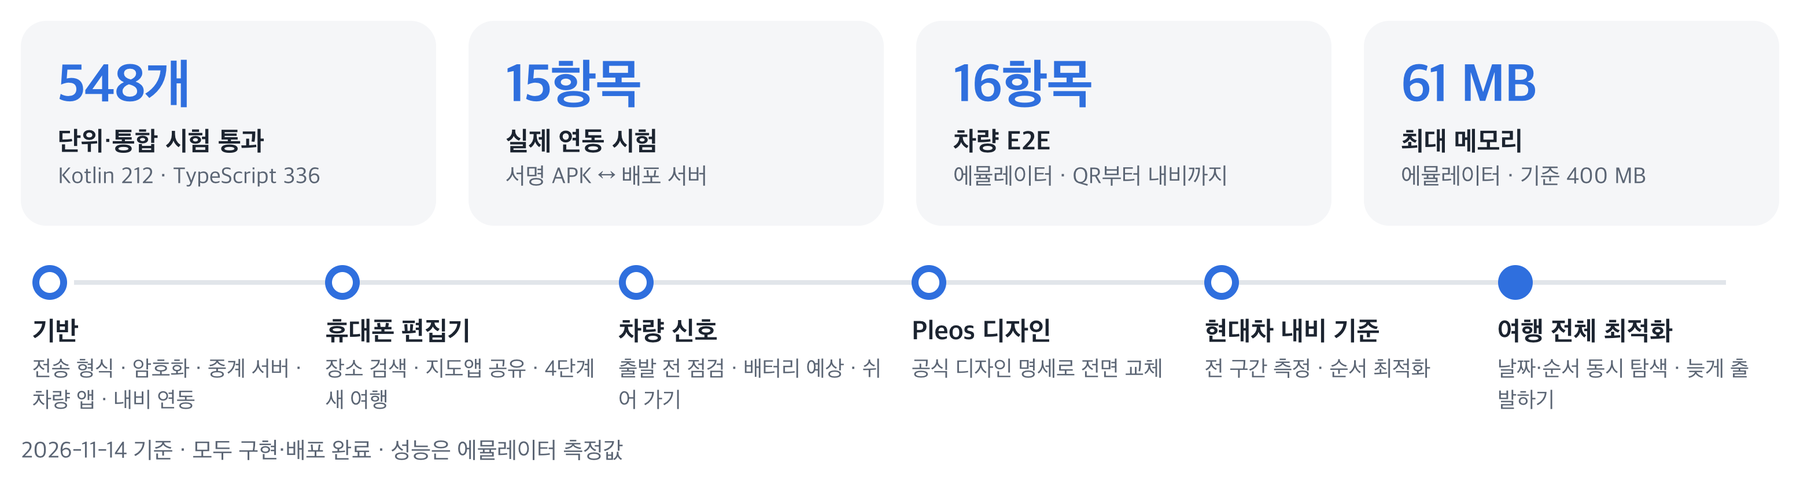 548개
단위·통합 시험 통과
Kotlin 212 · TypeScript 336
15항목
실제 연동 시험
서명 APK ↔ 배포 서버
16항목
차량 E2E
에뮬레이터 · QR부터 내비까지
61 MB
최대 메모리
에뮬레이터 · 기준 400 MB
기반
전송 형식 · 암호화 · 중계 서버 ·
차량 앱 · 내비 연동
휴대폰 편집기
장소 검색 · 지도앱 공유 · 4단계
새 여행
차량 신호
출발 전 점검 · 배터리 예상 · 쉬
어 가기
Pleos 디자인
공식 디자인 명세로 전면 교체
현대차 내비 기준
전 구간 측정 · 순서 최적화
여행 전체 최적화
날짜·순서 동시 탐색 · 늦게 출
발하기
2026-11-14 기준 · 모두 구현·배포 완료 · 성능은 에뮬레이터 측정값